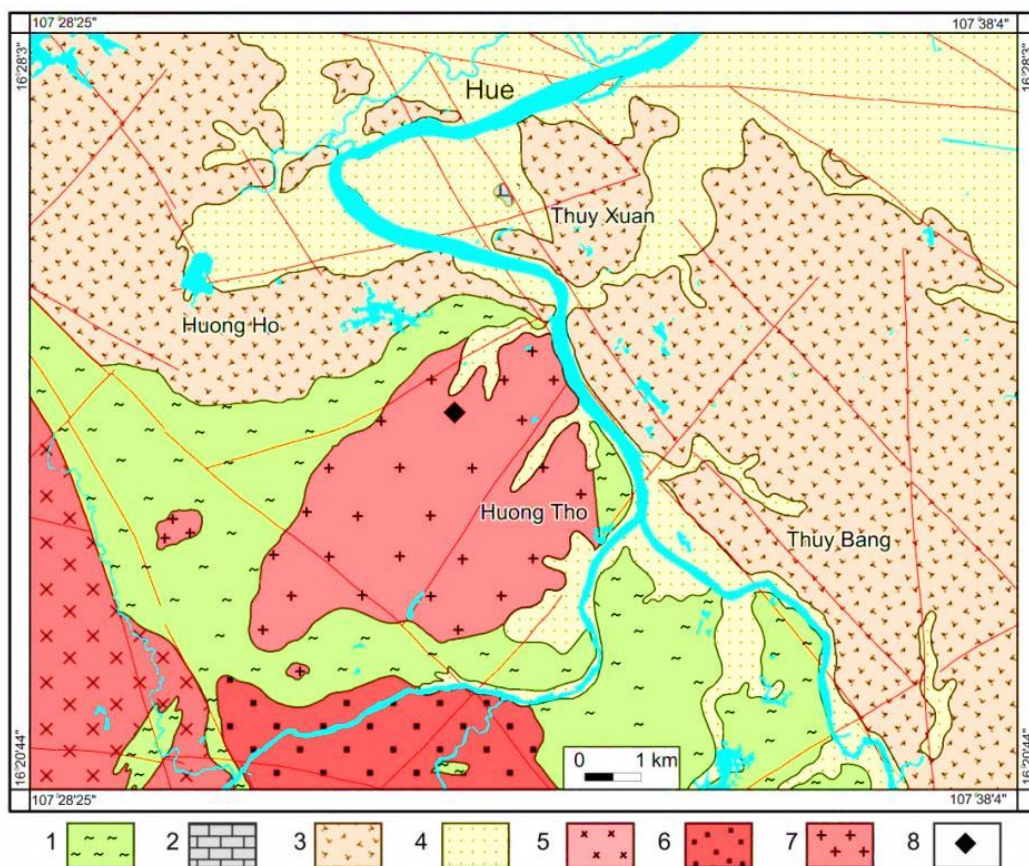 107 28'25"
107 38'4"
16'28'3"
16'28'3"
Hue
Thuy Xuan
Huong Ho
Huong Tho
Thuy Bang
16'20'44"
16'20'44"
0 1 km
107 28'25"
107 38'4"
1 2 3 4 5 6 7 8